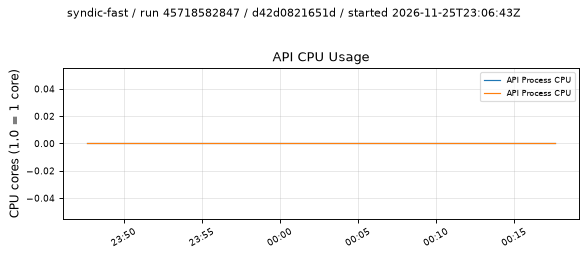 syndic-fast / run 45718582847 / d42d0821651d / started 2026-11-25T23:06:43Z
API CPU Usage
CPU cores (1.0 = 1 core)
0.04
0.02
0.00
−0.02
−0.04
API Process CPU
API Process CPU
23:50
23:55
00:00
00:05
00:10
00:15